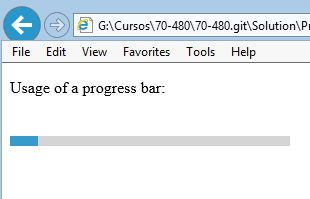 G:\Cursos\70-480\70-480.git\Solution\Pr
File Edit View Favorites Tools Help
Usage of a progress bar: